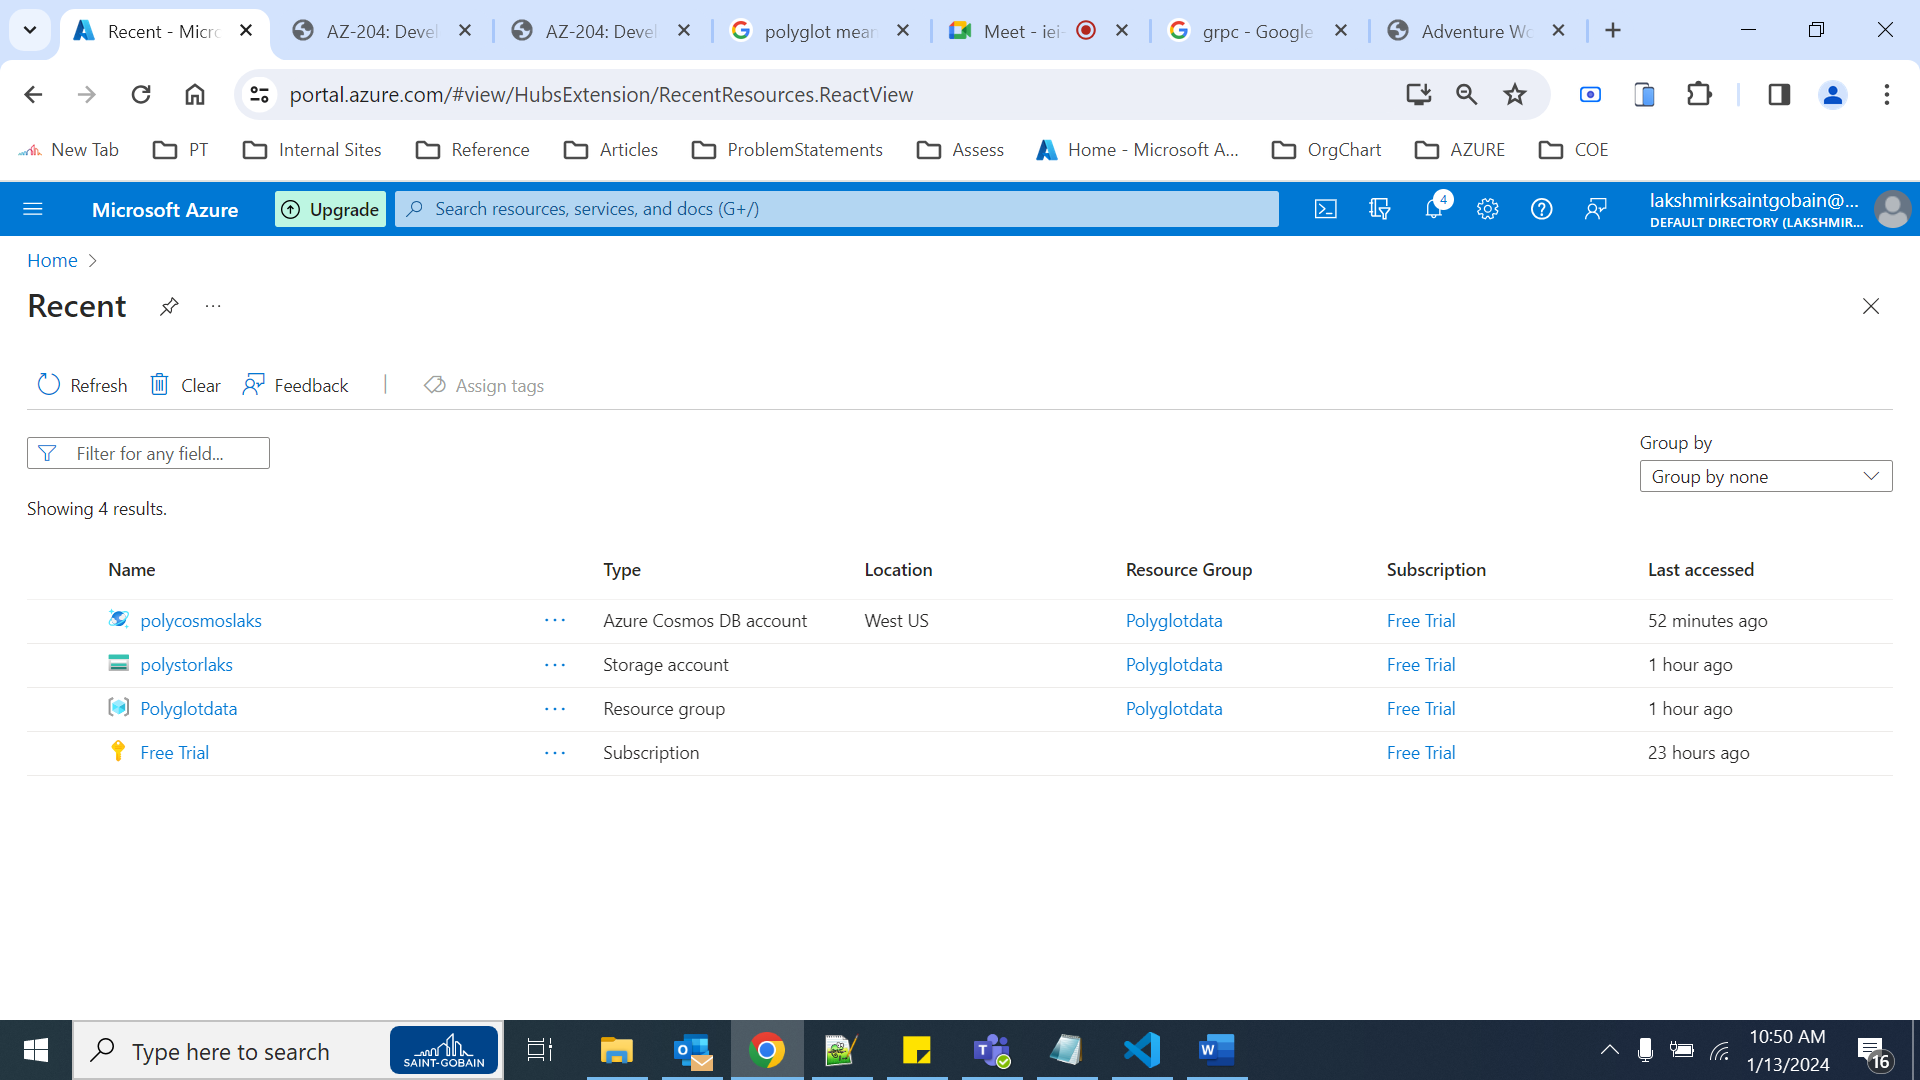 Recent - Micro
AZ-204: Devel
AZ-204: Devel
polyglot mean
Meet - iei-
grpc - Google
Adventure Wo
portal.azure.com/#view/HubsExtension/RecentResources.ReactView
New Tab
PT
Internal Sites
Reference
Articles
ProblemStatements
Assess
Home - Microsoft A...
OrgChart
AZURE
COE
Microsoft Azure
Upgrade
Search resources, services, and docs (G+/)
4
lakshmirksaintgobain@...
DEFAULT DIRECTORY (LAKSHMIR...
Home
Recent
Refresh
Clear
Feedback
Assign tags
Filter for any field...
Group by
Group by none
Showing 4 results.
Name Type Location Resource Group Subscription Last accessed
polycosmoslaks Azure Cosmos DB account West US Polyglotdata Free Trial 52 minutes ago
polystorlaks Storage account Polyglotdata Free Trial 1 hour ago
Polyglotdata Resource group Polyglotdata Free Trial 1 hour ago
Free Trial Subscription Free Trial 23 hours ago
Type here to search
SAINT-GOBAIN
10:50 AM
1/13/2024
16